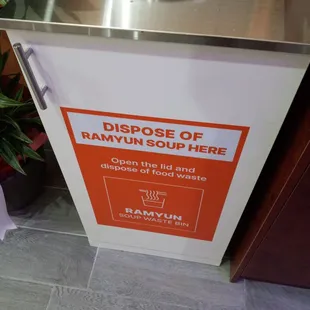 DISPOSE OF
RAMYUN SOUP HERE
Open the lid and
dispose of food waste
RAMYUN
SOUP WASTE BIN